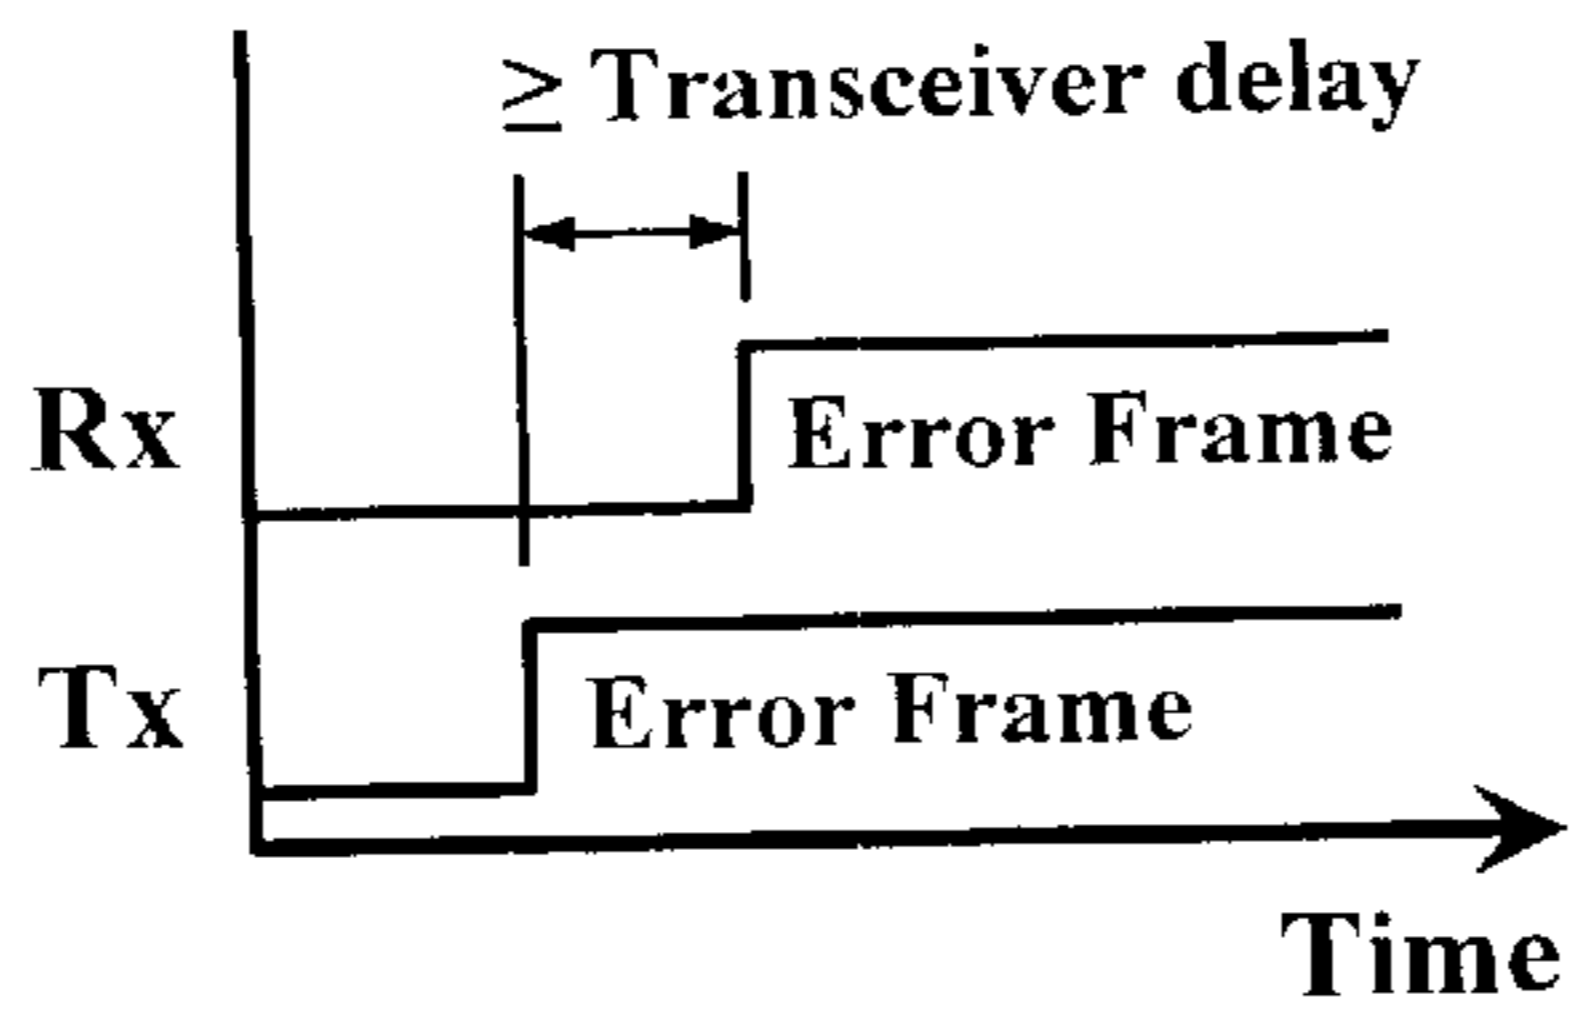 ≥ Transceiver delay
Rx
Error Frame
Tx
Error Frame
Time